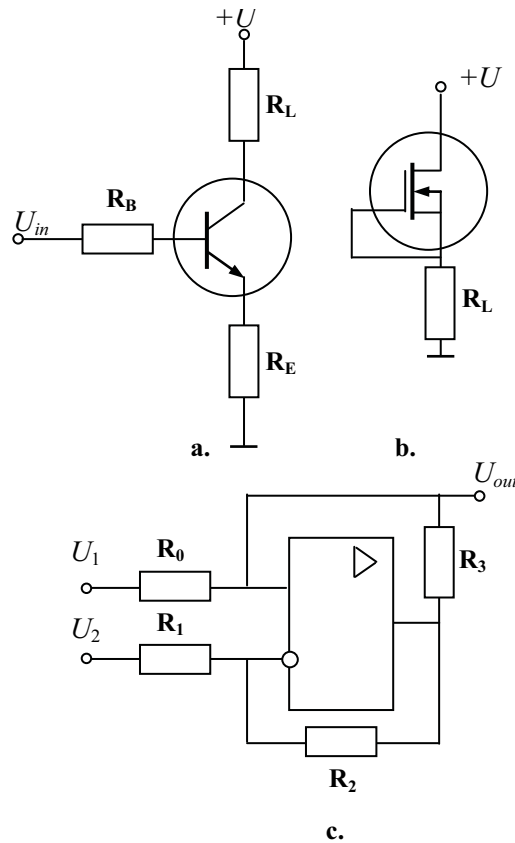 +U
R_L
+U
R_B
U_in
R_L
R_E
a.
b.
U_out
U_1
R_0
R_3
U_2
R_1
R_2
c.